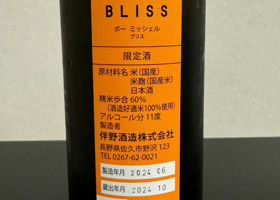 BLISS
ボー ミッシェル
ブリス
限定酒
原材料名 米(国産)
米麹(国産米)
日本酒
精米歩合 60%
(酒造好適米100%使用)
アルコール分 11度
製造者
伴野酒造株式会社
長野県佐久市野沢 123
TEL 0267-62-0021
製造年月 2024 06
蔵出年月 2024 10